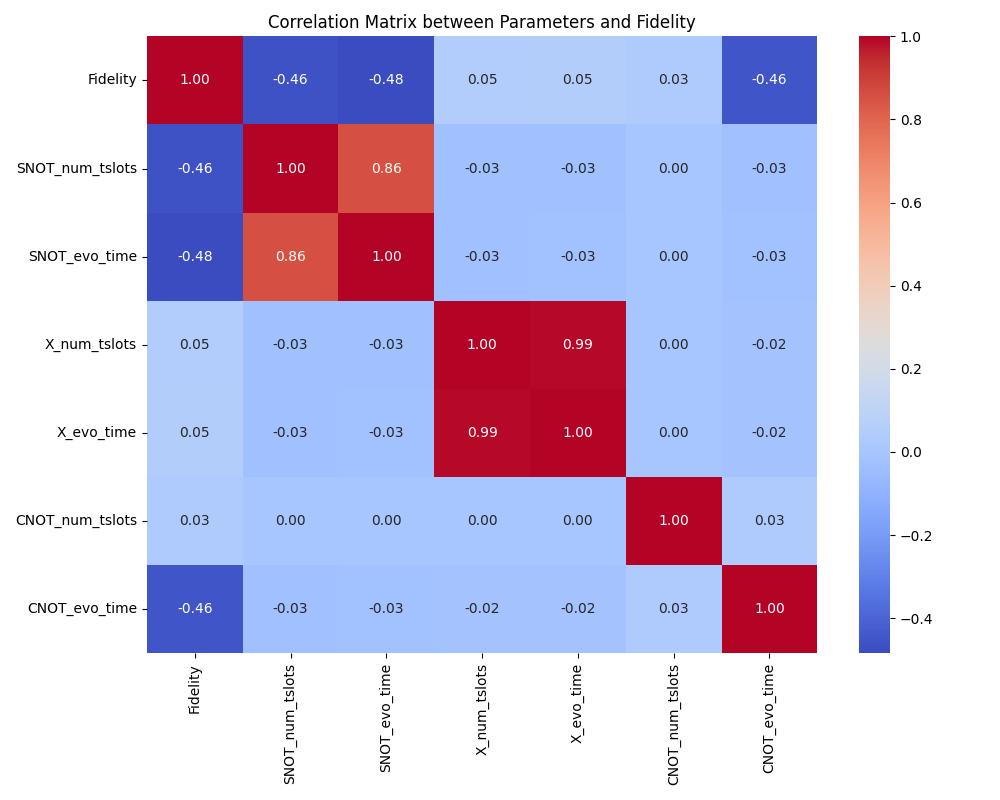 Correlation Matrix between Parameters and Fidelity
Fidelity 1.00 -0.46 -0.48 0.05 0.05 0.03 -0.46
SNOT_num_tslots -0.46 1.00 0.86 -0.03 -0.03 0.00 -0.03
SNOT_evo_time -0.48 0.86 1.00 -0.03 -0.03 0.00 -0.03
X_num_tslots 0.05 -0.03 -0.03 1.00 0.99 0.00 -0.02
X_evo_time 0.05 -0.03 -0.03 0.99 1.00 0.00 -0.02
CNOT_num_tslots 0.03 0.00 0.00 0.00 0.00 1.00 0.03
CNOT_evo_time -0.46 -0.03 -0.03 -0.02 -0.02 0.03 1.00
Fidelity
SNOT_num_tslots
SNOT_evo_time
X_num_tslots
X_evo_time
CNOT_num_tslots
CNOT_evo_time
1.0
0.8
0.6
0.4
0.2
0.0
−0.2
−0.4